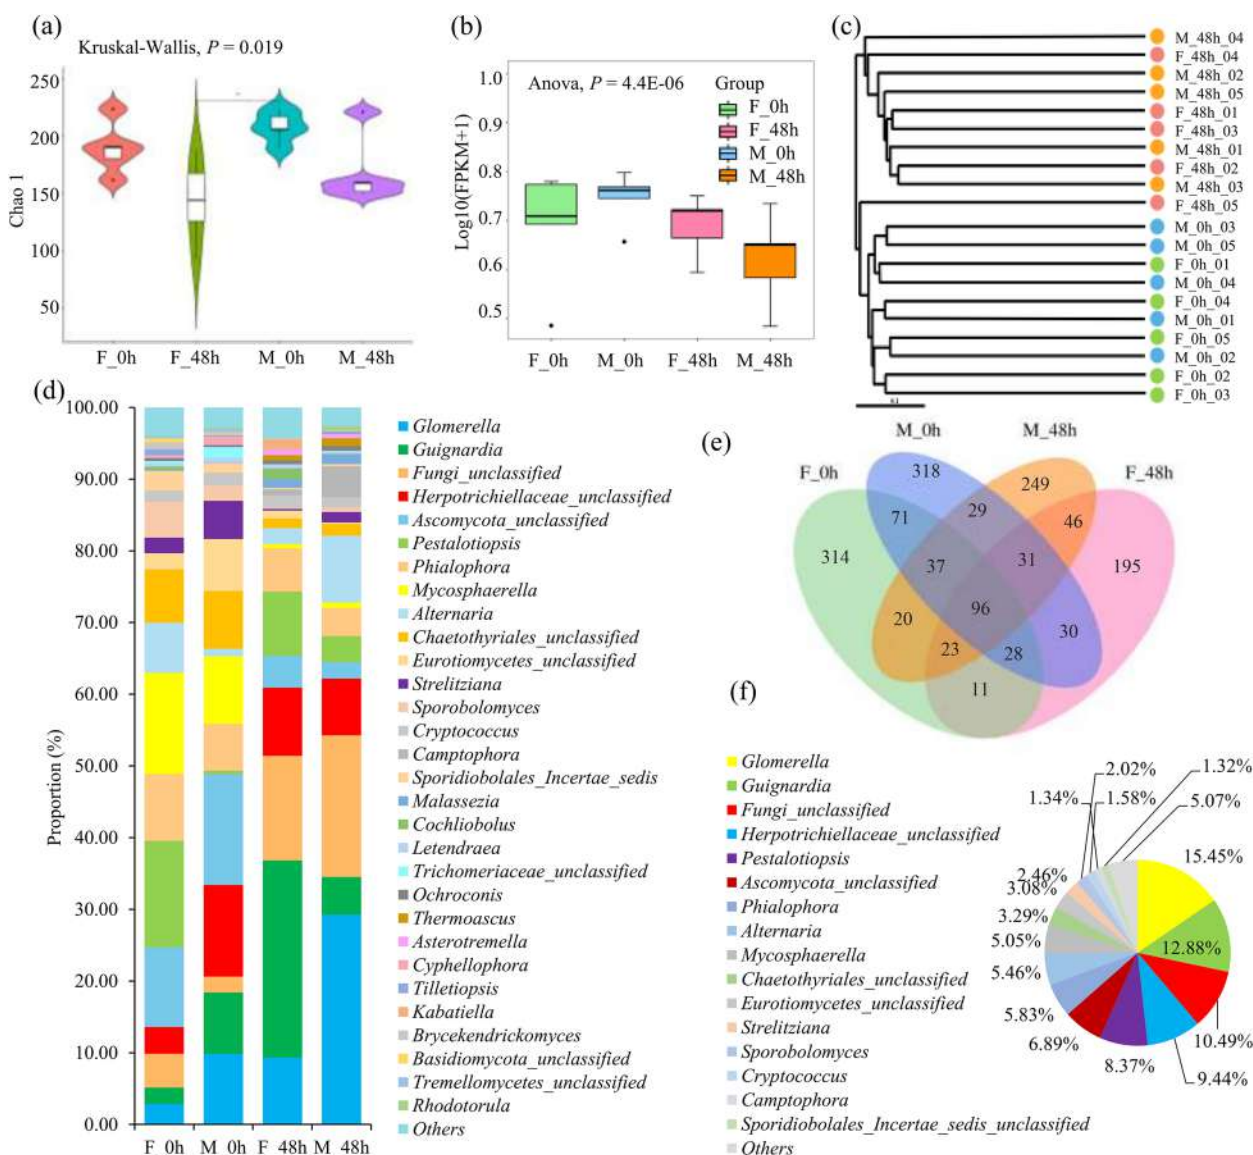 (a)
Kruskal-Wallis, P = 0.019
Chao 1
250
200
150
100
50
F_0h
F_48h
M_0h
M_48h
(b)
Anova, P = 4.4E-06
Group
F_0h
F_48h
M_0h
M_48h
Log10(FPKM+1)
1.0
0.9
0.8
0.7
0.6
0.5
F_0h
M_0h
F_48h
M_48h
(c)
M_48h_04
F_48h_04
M_48h_02
M_48h_05
F_48h_01
F_48h_03
M_48h_01
F_48h_02
M_48h_03
F_48h_05
M_0h_03
M_0h_05
F_0h_01
M_0h_04
F_0h_04
M_0h_01
F_0h_05
M_0h_02
F_0h_02
F_0h_03
(d)
Proportion (%)
100.00
90.00
80.00
70.00
60.00
50.00
40.00
30.00
20.00
10.00
0.00
F_0h
M_0h
F_48h
M_48h
Glomerella
Guignardia
Fungi_unclassified
Herpotrichiellaceae_unclassified
Ascomycota_unclassified
Pestalotiopsis
Phialophora
Mycosphaerella
Alternaria
Chaetothyriales_unclassified
Eurotiomycetes_unclassified
Strelitziana
Sporobolomyces
Cryptococcus
Camptophora
Sporidiobolales_Incertae_sedis
Malassezia
Cochliobolus
Letendraea
Trichomeriaceae_unclassified
Ochroconis
Thermoascus
Asterotremella
Cyphellophora
Tilletiopsis
Kabatiella
Brycekendrickomyces
Basidiomycota_unclassified
Tremellomycetes_unclassified
Rhodotorula
Others
(e)
M_0h
M_48h
F_0h
F_48h
318
249
71
29
46
314
37
31
195
96
20
30
23
28
11
(f)
Glomerella
Guignardia
Fungi_unclassified
Herpotrichiellaceae_unclassified
Pestalotiopsis
Ascomycota_unclassified
Phialophora
Alternaria
Mycosphaerella
Chaetothyriales_unclassified
Eurotiomycetes_unclassified
Strelitziana
Sporobolomyces
Cryptococcus
Camptophora
Sporidiobolales_Incertae_sedis_unclassified
Others
2.02%
1.32%
1.34%
1.58%
5.07%
15.45%
2.46%
3.08%
3.29%
12.88%
5.05%
5.46%
5.83%
10.49%
6.89%
8.37%
9.44%